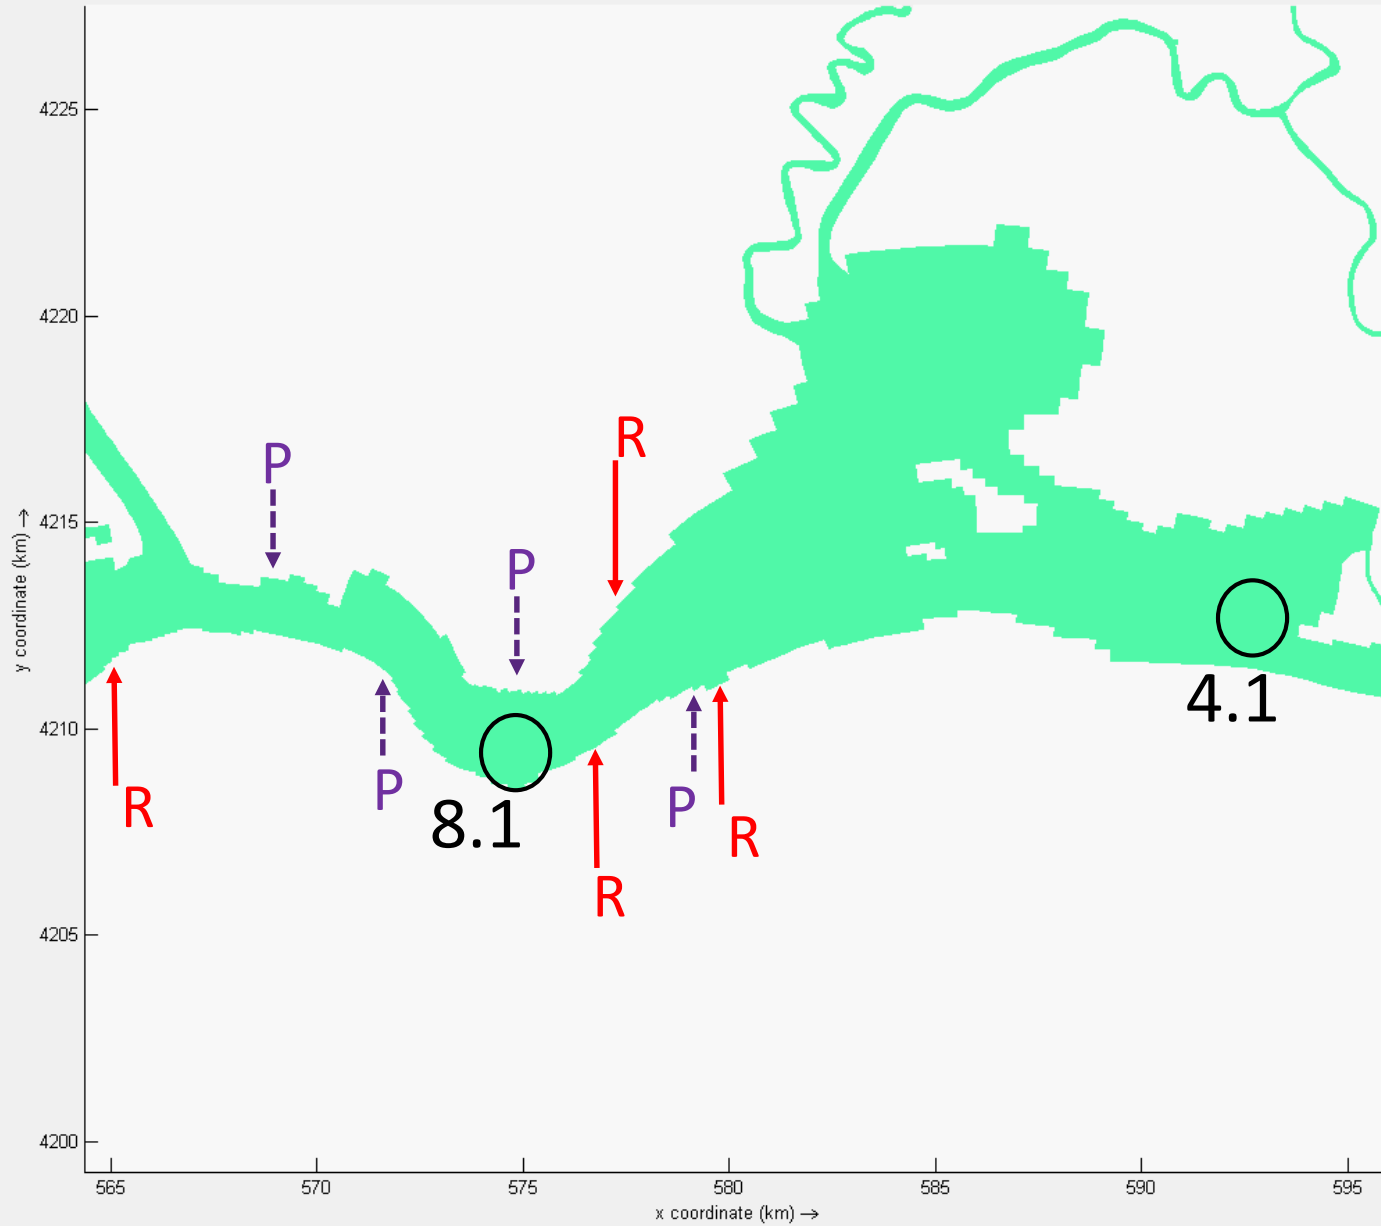 4225
4220
4215
4210
4205
4200
y coordinate (km) →
R
P
P
4.1
P
8.1
P
R
R
R
565
570
575
580
585
590
595
x coordinate (km) →